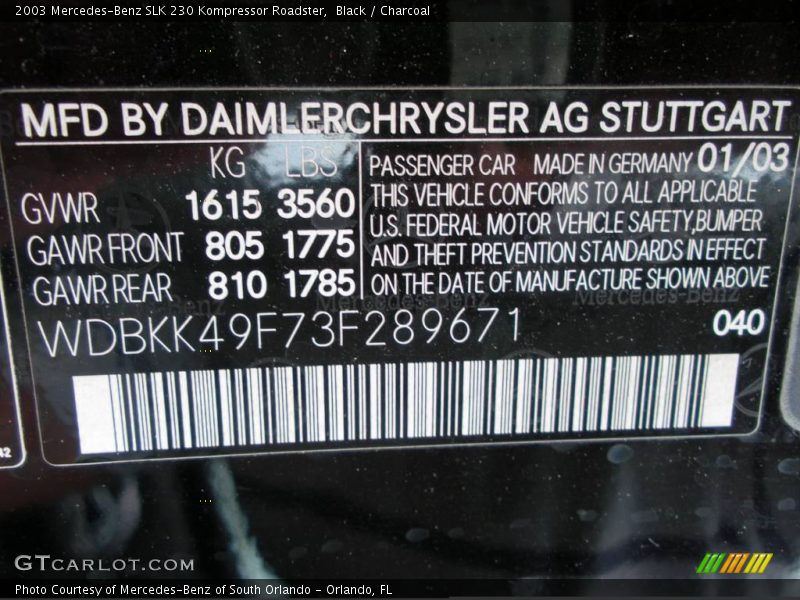 2003 Mercedes-Benz SLK 230 Kompressor Roadster, Black / Charcoal
MFD BY DAIMLERCHRYSLER AG STUTTGART
KG LBS
GVWR 1615 3560
GAWR FRONT 805 1775
GAWR REAR 810 1785
PASSENGER CAR MADE IN GERMANY 01/03
THIS VEHICLE CONFORMS TO ALL APPLICABLE
U.S. FEDERAL MOTOR VEHICLE SAFETY,BUMPER
AND THEFT PREVENTION STANDARDS IN EFFECT
ON THE DATE OF MANUFACTURE SHOWN ABOVE
Mercedes-Benz
WDBKK49F73F289671 040
GTCARLOT.COM
Photo Courtesy of Mercedes-Benz of South Orlando - Orlando, FL